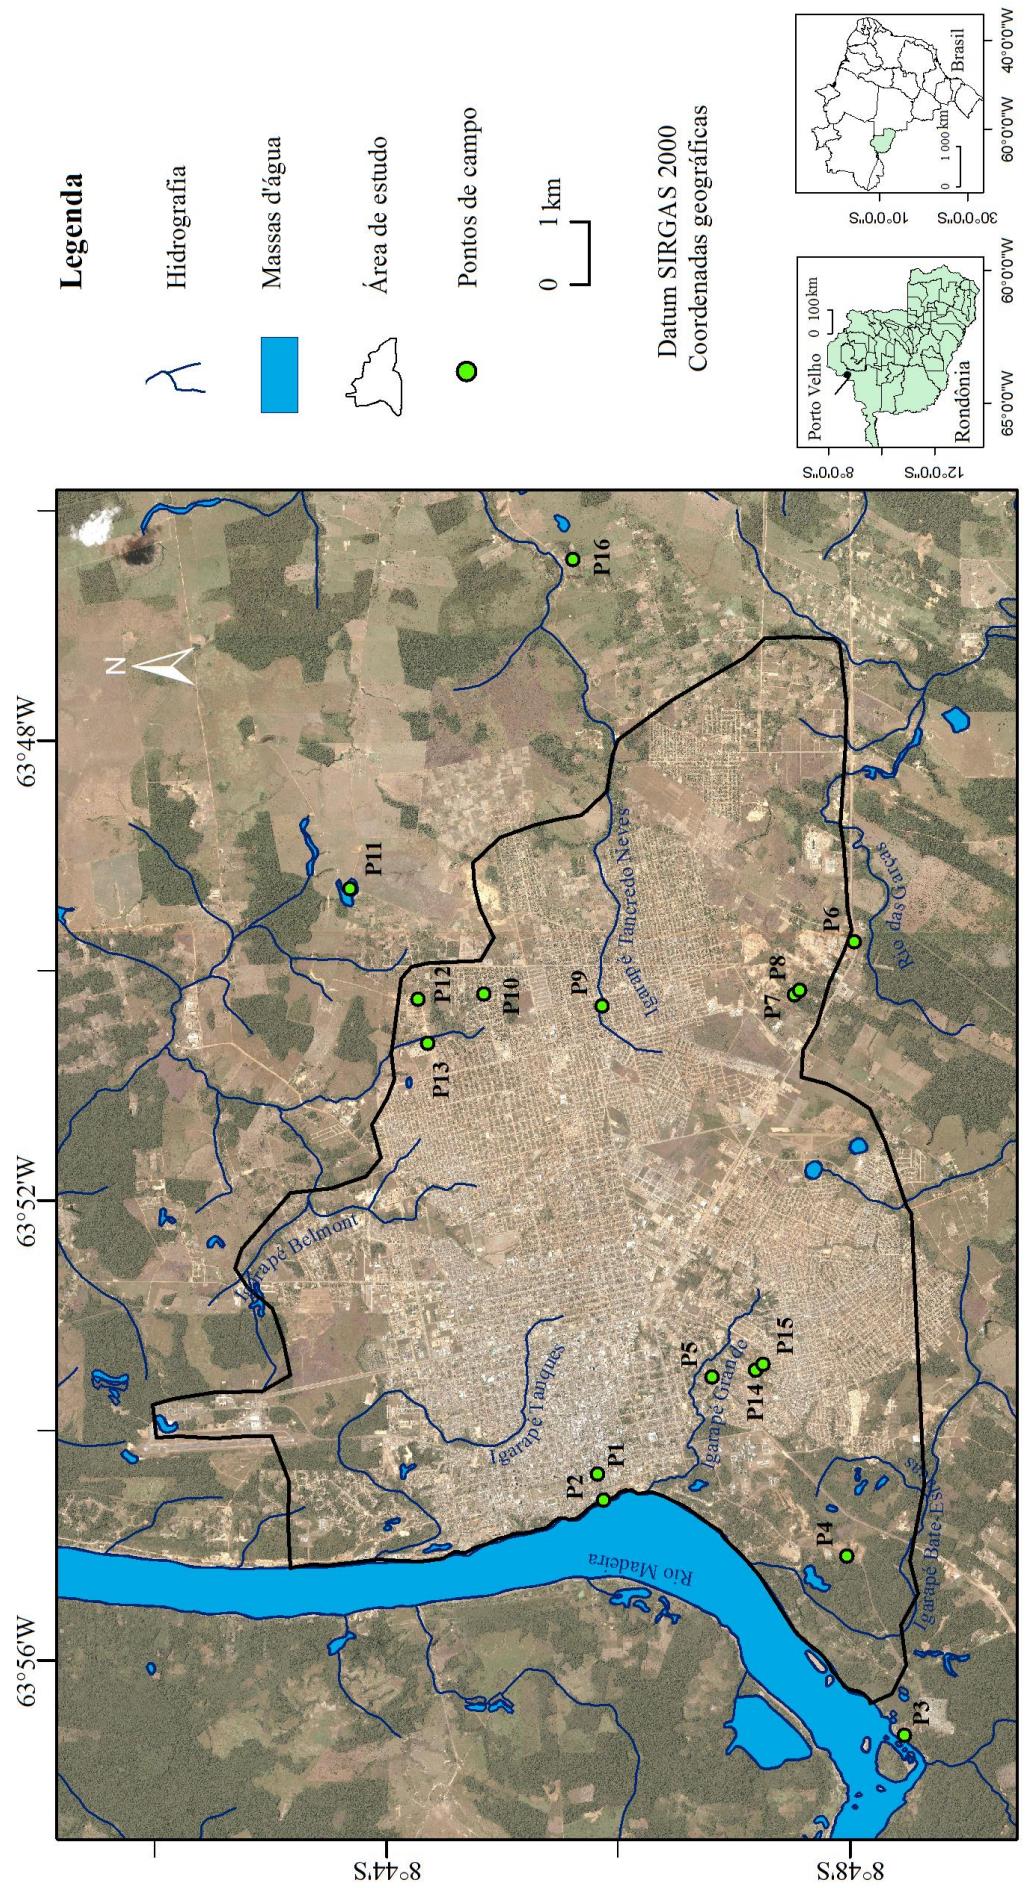 63°56'W
63°52'W
63°48'W
8°44'S
8°48'S
N
Igarapé Belmont
Igarapé Tanques
Igarapé Grande
Igarapé Tancredo Neves
Igarapé Bate-Estacas
Rio Madeira
Rio das Garças
P1
P2
P3
P4
P5
P6
P7
P8
P9
P10
P11
P12
P13
P14
P15
P16
Legenda
Hidrografia
Massas d'água
Área de estudo
Pontos de campo
0 1 km
Datum SIRGAS 2000
Coordenadas geográficas
Porto Velho
0 100 km
Rondônia
8°0'0"S
12°0'0"S
65°0'0"W
60°0'0"W
0 1 000 km
Brasil
10°0'0"S
30°0'0"S
60°0'0"W
40°0'0"W